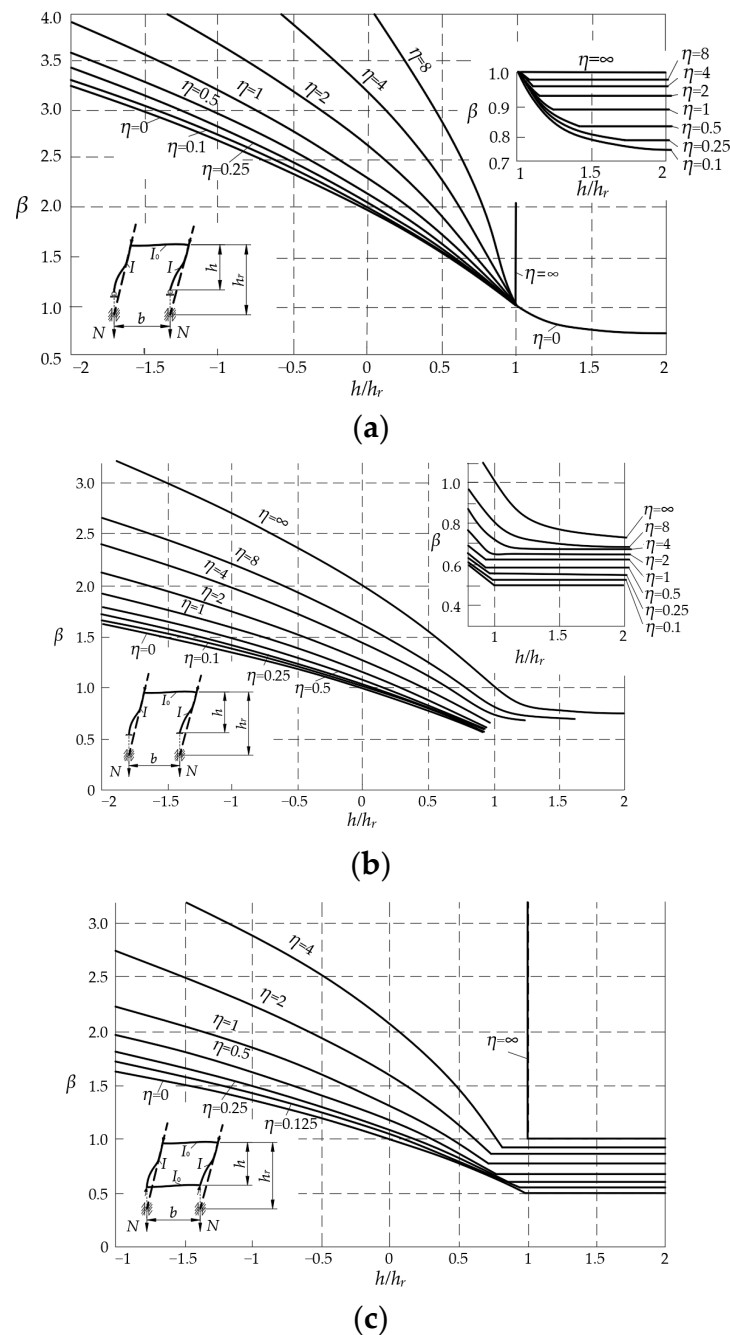 4.0
3.5
3.0
2.5
2.0
1.5
1.0
0.5
β
η=0
η=0.1
η=0.25
η=0.5
η=1
η=2
η=4
η=8
η=∞
η=0
I₀
I
I
h
hᵣ
b
N
N
−2
−1.5
−1
−0.5
0
0.5
1
1.5
2
h/hᵣ
η=∞
1.0
0.9
0.8
0.7
β
1
1.5
2
h/hᵣ
η=8
η=4
η=2
η=1
η=0.5
η=0.25
η=0.1
(a)
3.0
2.5
2.0
1.5
1.0
0.5
0
β
η=∞
η=8
η=4
η=2
η=1
η=0
η=0.1
η=0.25
η=0.5
I₀
I
I
h
hᵣ
b
N
N
−2
−1.5
−1
−0.5
0
0.5
1
1.5
2
h/hᵣ
1.0
0.8
β
0.6
0.4
1
1.5
2
h/hᵣ
η=∞
η=8
η=4
η=2
η=1
η=0.5
η=0.25
η=0.1
(b)
3.0
2.5
2.0
1.5
1.0
0.5
0
β
η=4
η=2
η=1
η=0.5
η=0
η=0.25
η=0.125
η=∞
I₀
I
I
I₀
h
hᵣ
b
N
N
−1
−1.5
−1
−0.5
0
0.5
1
1.5
2
h/hᵣ
(c)